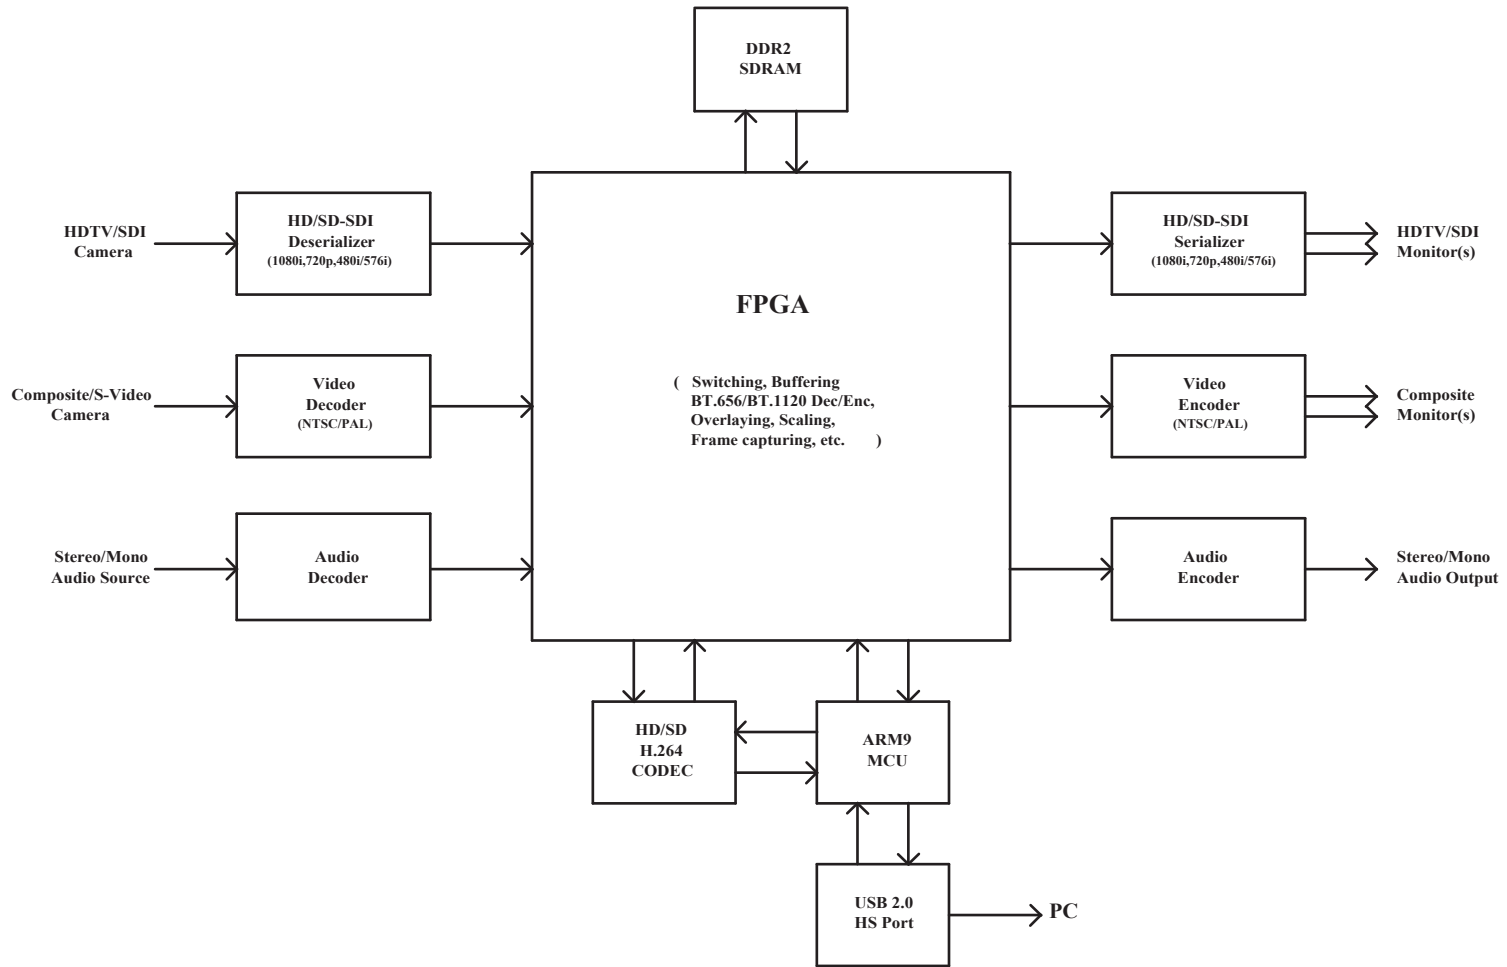 DDR2
SDRAM
HDTV/SDI
Camera
HD/SD-SDI
Deserializer
(1080i,720p,480i/576i)
HD/SD-SDI
Serializer
(1080i,720p,480i/576i)
HDTV/SDI
Monitor(s)
FPGA
( Switching, Buffering
BT.656/BT.1120 Dec/Enc,
Overlaying, Scaling,
Frame capturing, etc. )
Composite/S-Video
Camera
Video
Decoder
(NTSC/PAL)
Video
Encoder
(NTSC/PAL)
Composite
Monitor(s)
Stereo/Mono
Audio Source
Audio
Decoder
Audio
Encoder
Stereo/Mono
Audio Output
HD/SD
H.264
CODEC
ARM9
MCU
USB 2.0
HS Port
PC